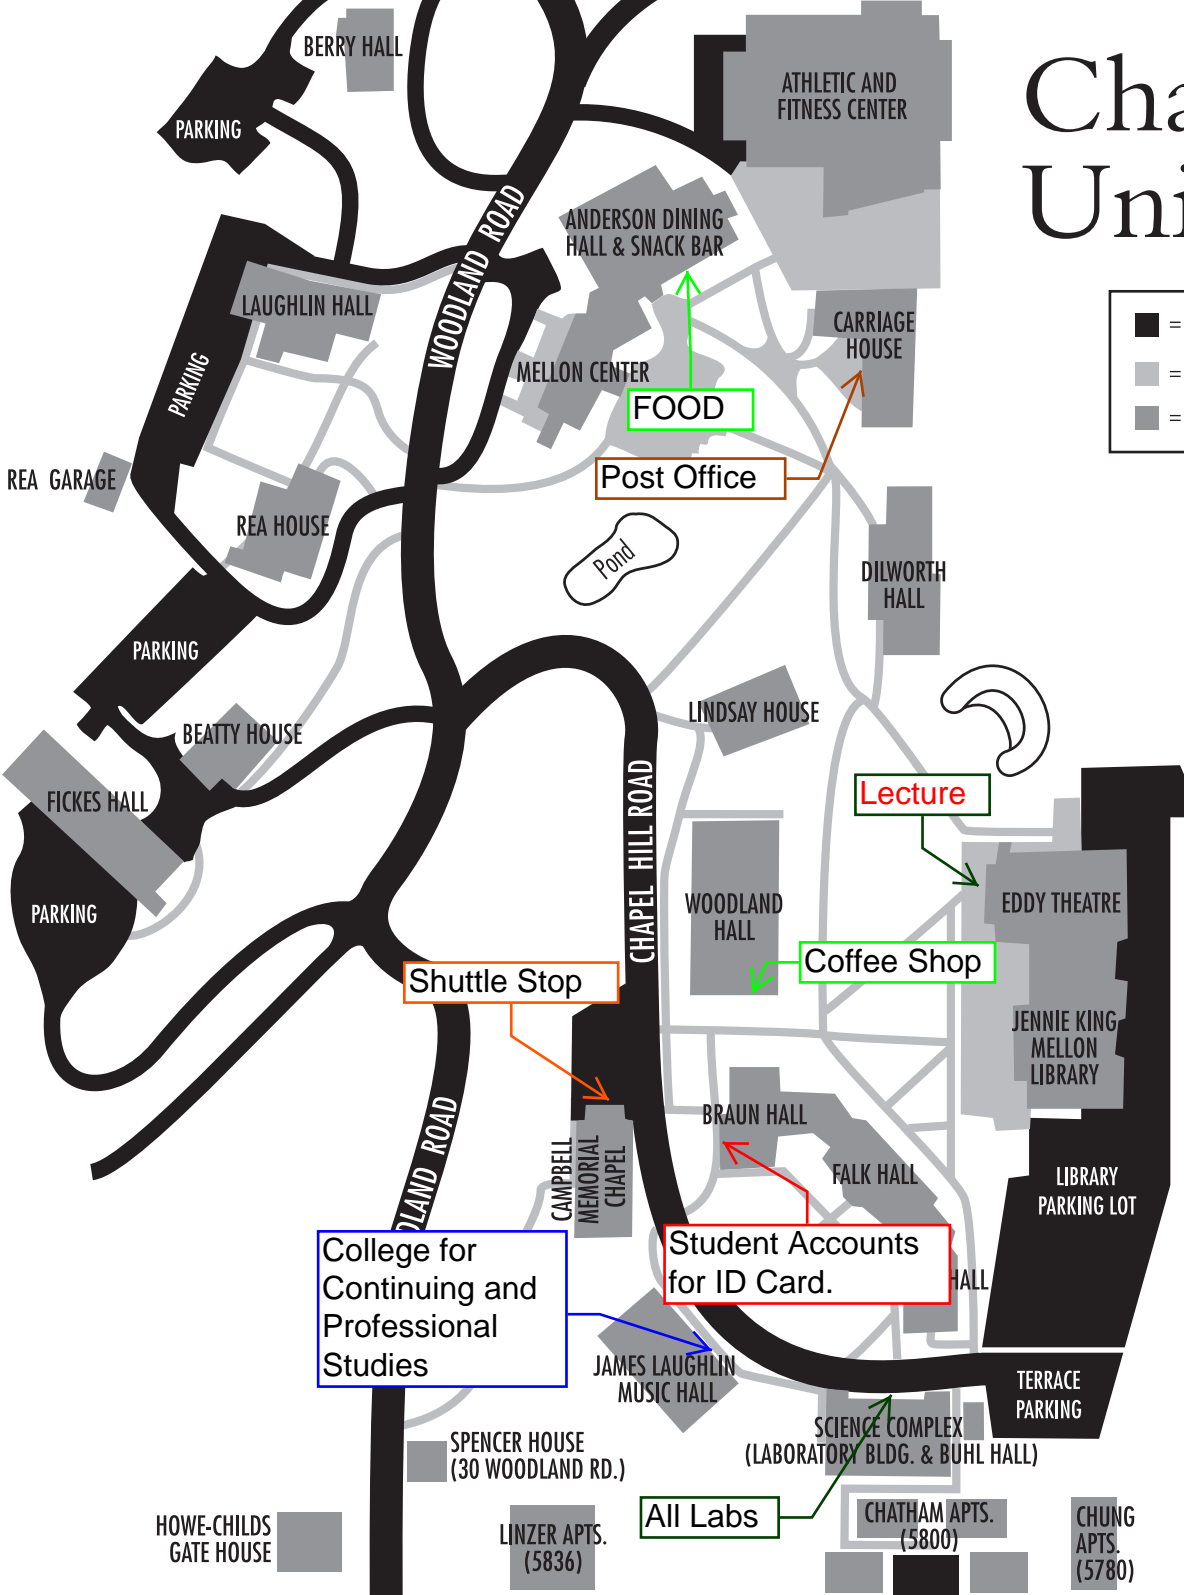 BERRY HALL
PARKING
ATHLETIC AND
FITNESS CENTER
Cha
Uni
WOODLAND ROAD
ANDERSON DINING
HALL & SNACK BAR
LAUGHLIN HALL
PARKING
MELLON CENTER
CARRIAGE
HOUSE
=
=
=
FOOD
Post Office
REA GARAGE
REA HOUSE
Pond
DILWORTH
HALL
PARKING
LINDSAY HOUSE
BEATTY HOUSE
FICKES HALL
PARKING
CHAPEL HILL ROAD
Lecture
WOODLAND
HALL
EDDY THEATRE
Coffee Shop
Shuttle Stop
JENNIE KING
MELLON
LIBRARY
BRAUN HALL
FALK HALL
CAMPBELL
MEMORIAL
CHAPEL
DLAND ROAD
LIBRARY
PARKING LOT
College for
Continuing and
Professional
Studies
Student Accounts
for ID Card.
HALL
JAMES LAUGHLIN
MUSIC HALL
TERRACE
PARKING
SCIENCE COMPLEX
(LABORATORY BLDG. & BUHL HALL)
SPENCER HOUSE
(30 WOODLAND RD.)
All Labs
HOWE-CHILDS
GATE HOUSE
LINZER APTS.
(5836)
CHATHAM APTS.
(5800)
CHUNG
APTS.
(5780)